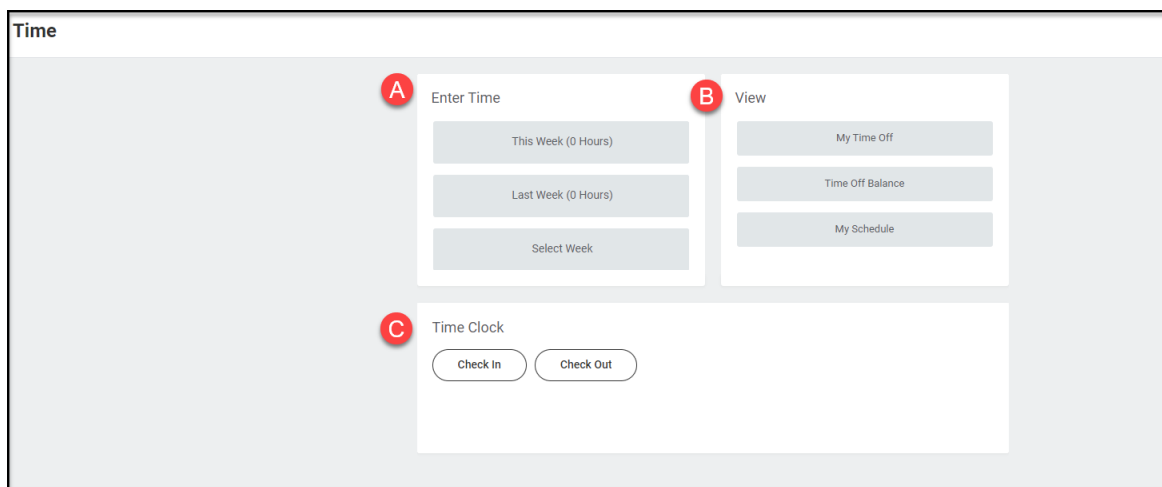 Time
A
Enter Time
This Week (0 Hours)
Last Week (0 Hours)
Select Week
B
View
My Time Off
Time Off Balance
My Schedule
C
Time Clock
Check In
Check Out